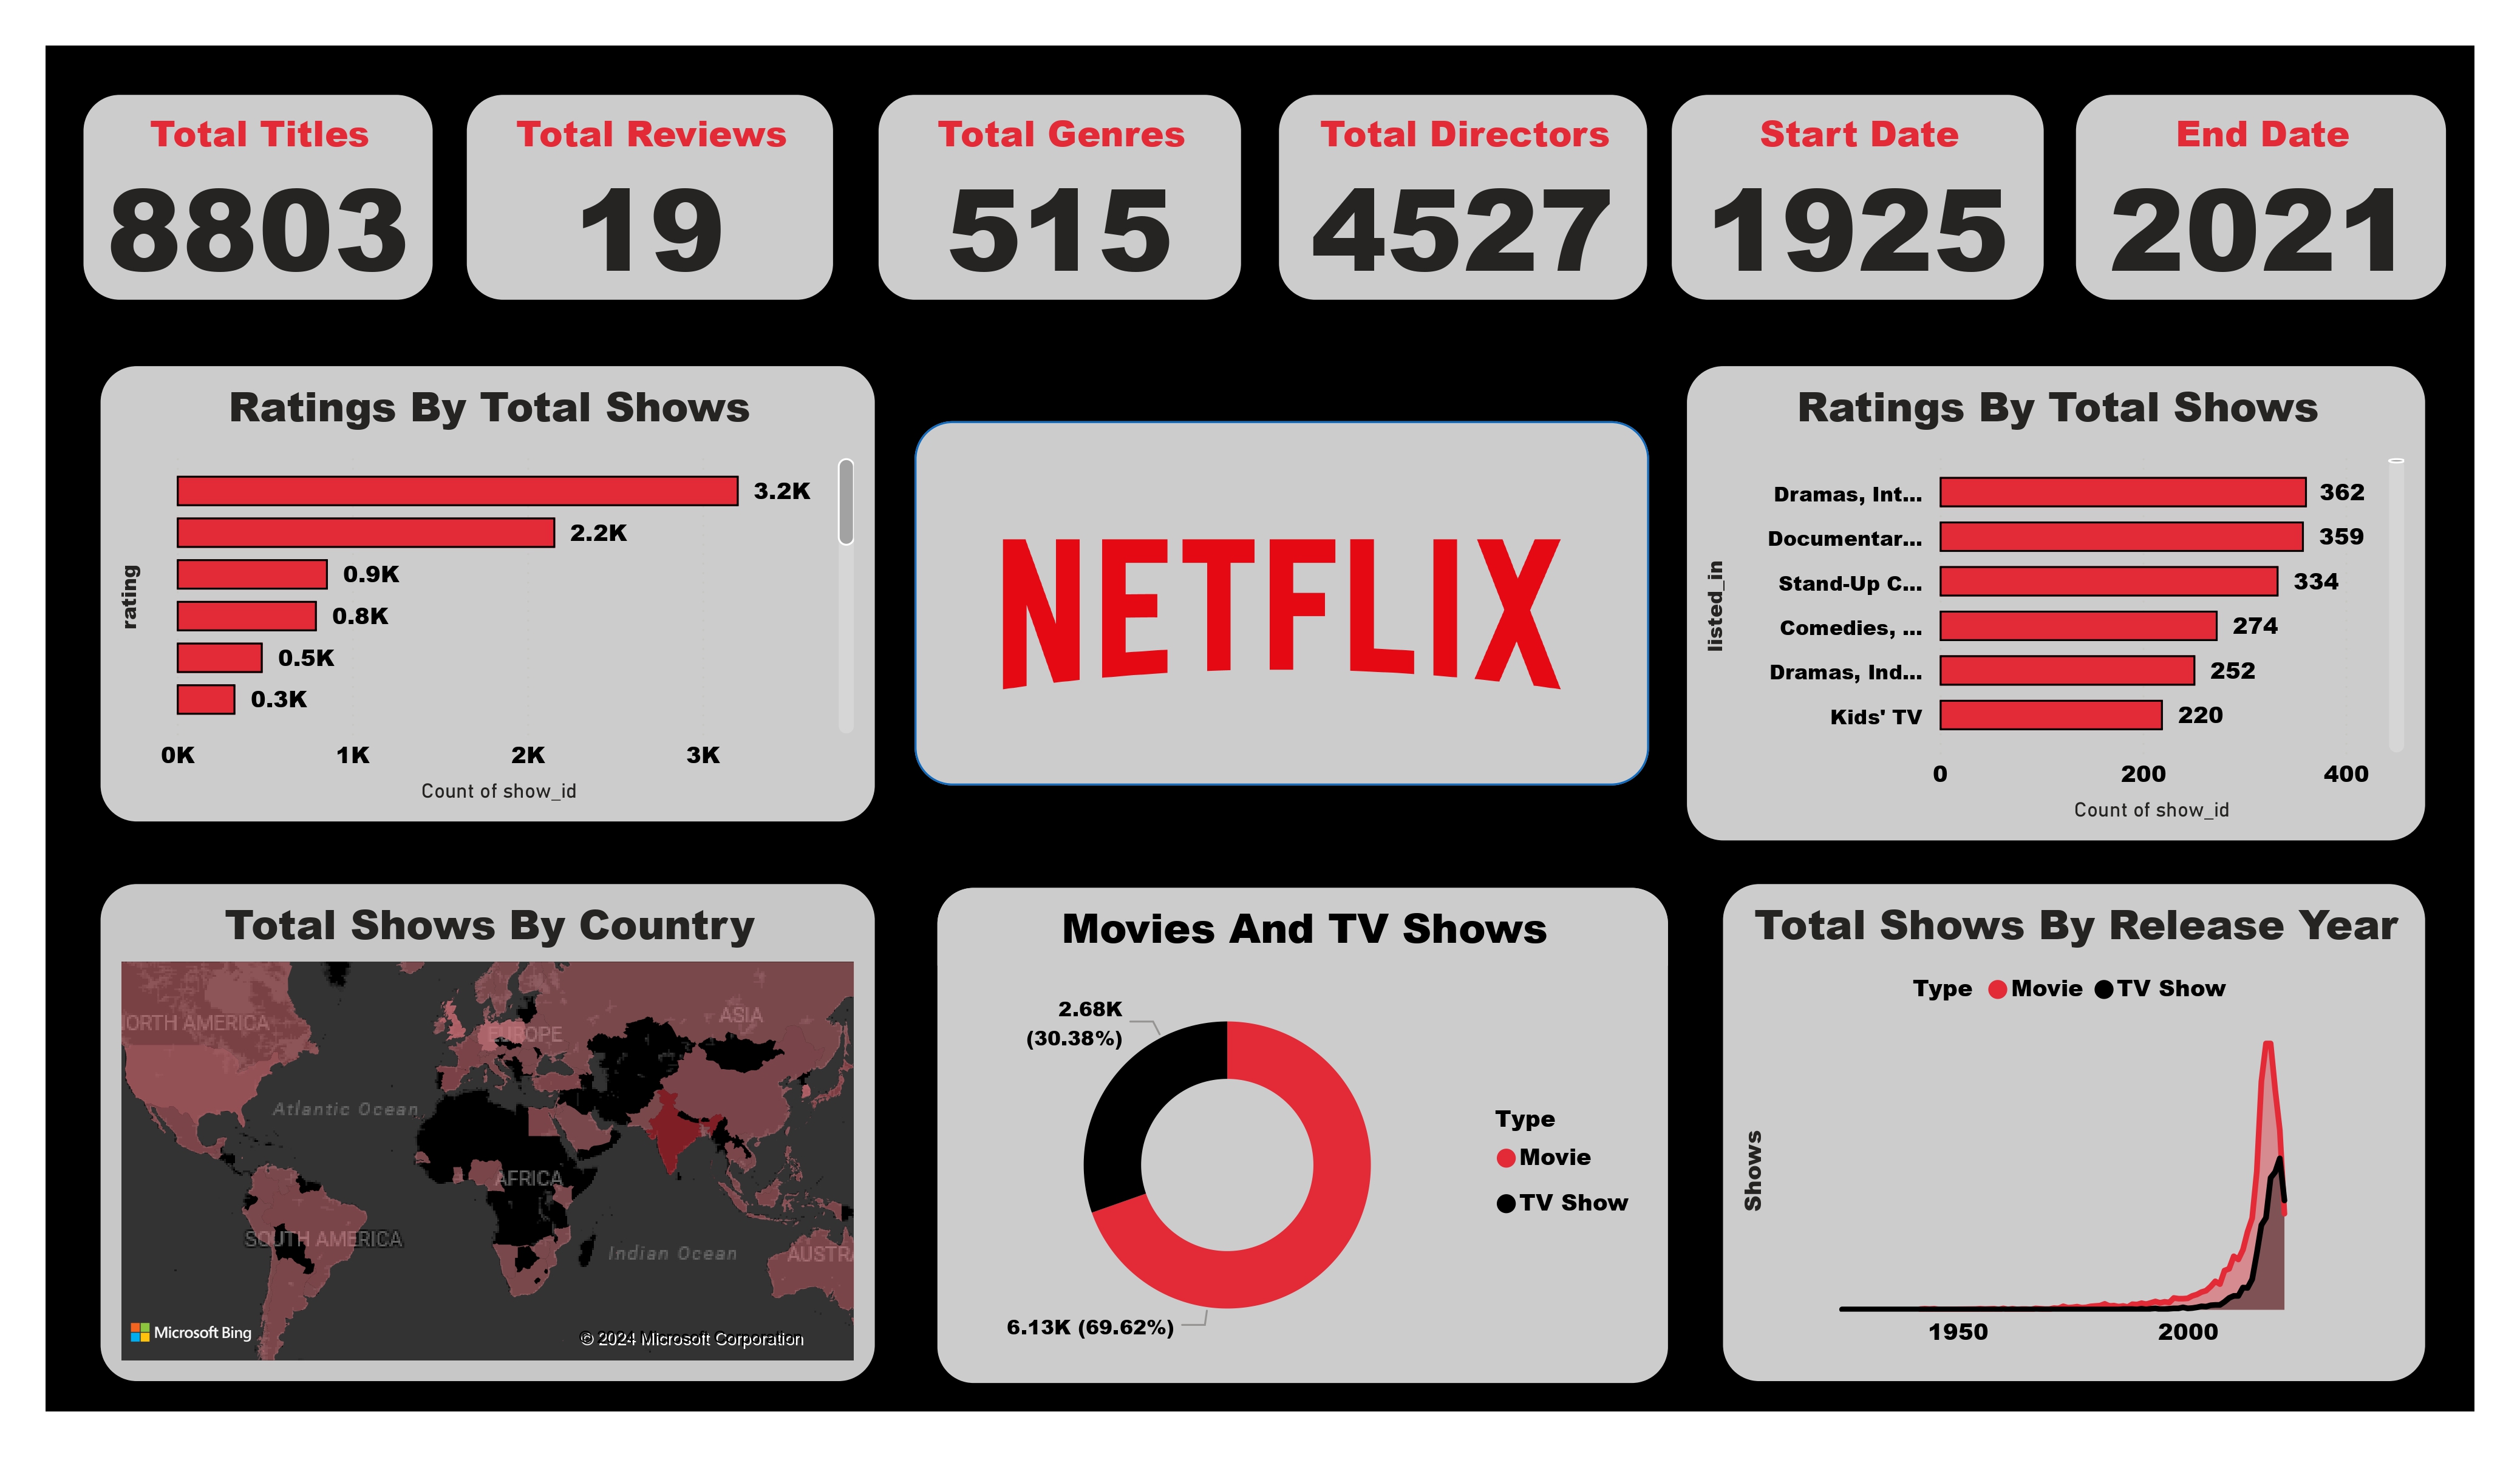 Total Titles
8803
Total Reviews
19
Total Genres
515
Total Directors
4527
Start Date
1925
End Date
2021
Ratings By Total Shows
rating
3.2K
2.2K
0.9K
0.8K
0.5K
0.3K
0K 1K 2K 3K
Count of show_id
NETFLIX
Ratings By Total Shows
listed_in
Dramas, Int... 362
Documentar... 359
Stand-Up C... 334
Comedies, ... 274
Dramas, Ind... 252
Kids' TV 220
0 200 400
Count of show_id
Total Shows By Country
NORTH AMERICA
EUROPE
ASIA
Atlantic Ocean
AFRICA
SOUTH AMERICA
Indian Ocean
AUSTRA
Microsoft Bing
© 2024 Microsoft Corporation
Movies And TV Shows
2.68K
(30.38%)
6.13K (69.62%)
Type
Movie
TV Show
Total Shows By Release Year
Type Movie TV Show
Shows
1950 2000